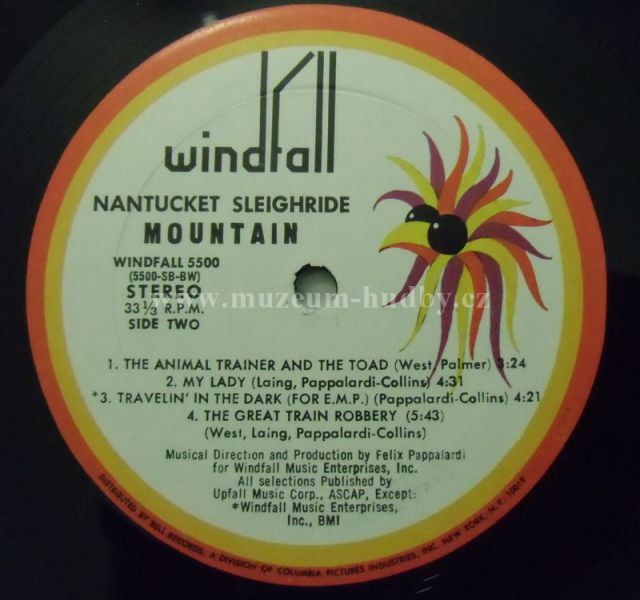 windfall
NANTUCKET SLEIGHRIDE
MOUNTAIN
WINDFALL 5500
(5500-SB-BW)
STEREO
33 1/3 R.P.M.
SIDE TWO
www.muzeum-hudby.cz
1. THE ANIMAL TRAINER AND THE TOAD (West, Palmer) 3:24
2. MY LADY (Laing, Pappalardi-Collins) 4:31
*3. TRAVELIN' IN THE DARK (FOR E.M.P.) (Pappalardi-Collins) 4:21
4. THE GREAT TRAIN ROBBERY (5:43)
(West, Laing, Pappalardi-Collins)
Musical Direction and Production by Felix Pappalardi
for Windfall Music Enterprises, Inc.
All selections Published by
Upfall Music Corp., ASCAP, Except:
*Windfall Music Enterprises,
Inc., BMI
DISTRIBUTED BY BELL RECORDS, A DIVISION OF COLUMBIA PICTURES INDUSTRIES, INC. NEW YORK, N.Y. 10019